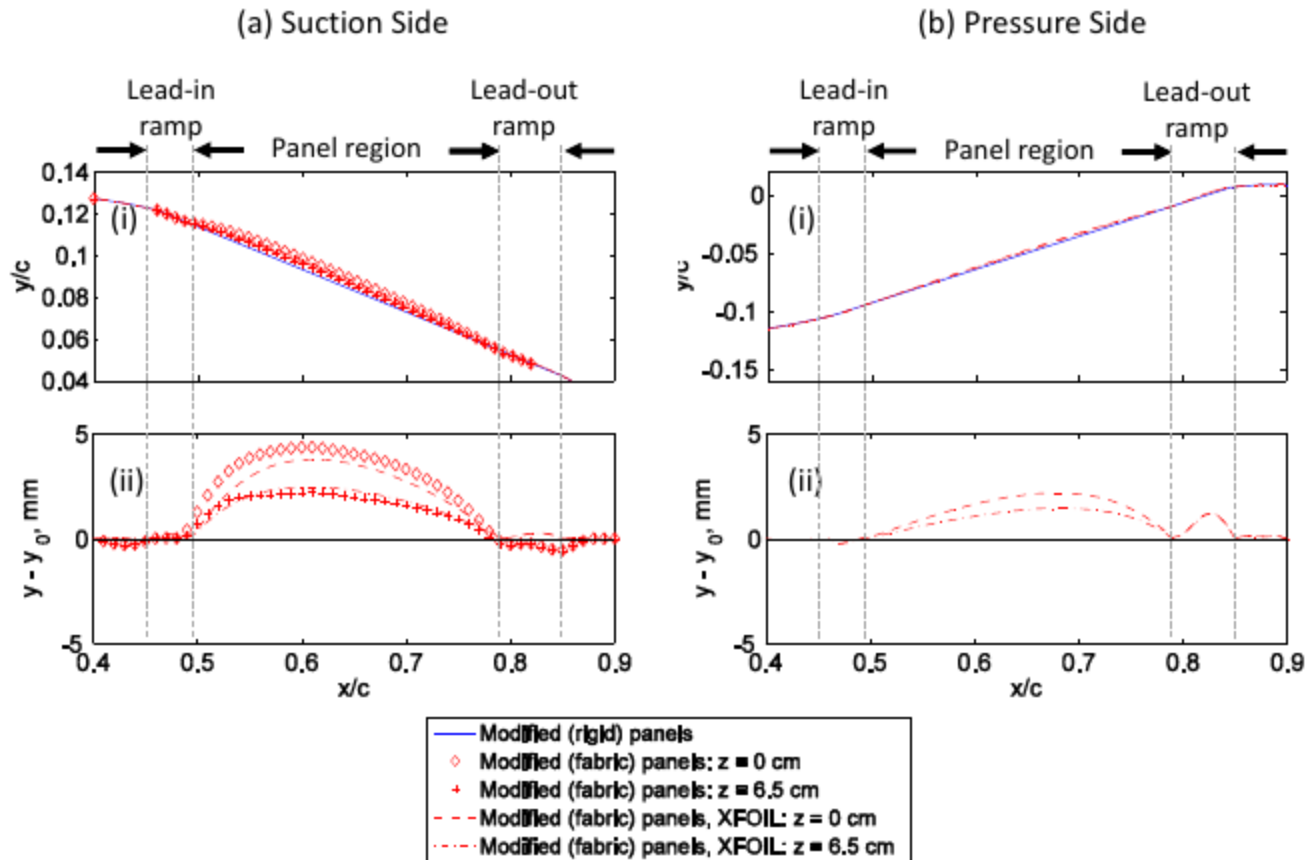 (a) Suction Side
(b) Pressure Side
Lead-in
ramp
Lead-out
ramp
Panel region
Lead-in
ramp
Lead-out
ramp
Panel region
0.14
0.12
0.1
0.08
0.06
0.04
y/c
(i)
0
-0.05
-0.1
-0.15
y/c
(i)
5
0
-5
y - y0, mm
(ii)
0.4 0.5 0.6 0.7 0.8 0.9
x/c
5
0
-5
y - y0, mm
(ii)
0.4 0.5 0.6 0.7 0.8 0.9
x/c
Modified (rigid) panels
Modified (fabric) panels: z = 0 cm
Modified (fabric) panels: z = 6.5 cm
Modified (fabric) panels, XFOIL: z = 0 cm
Modified (fabric) panels, XFOIL: z = 6.5 cm